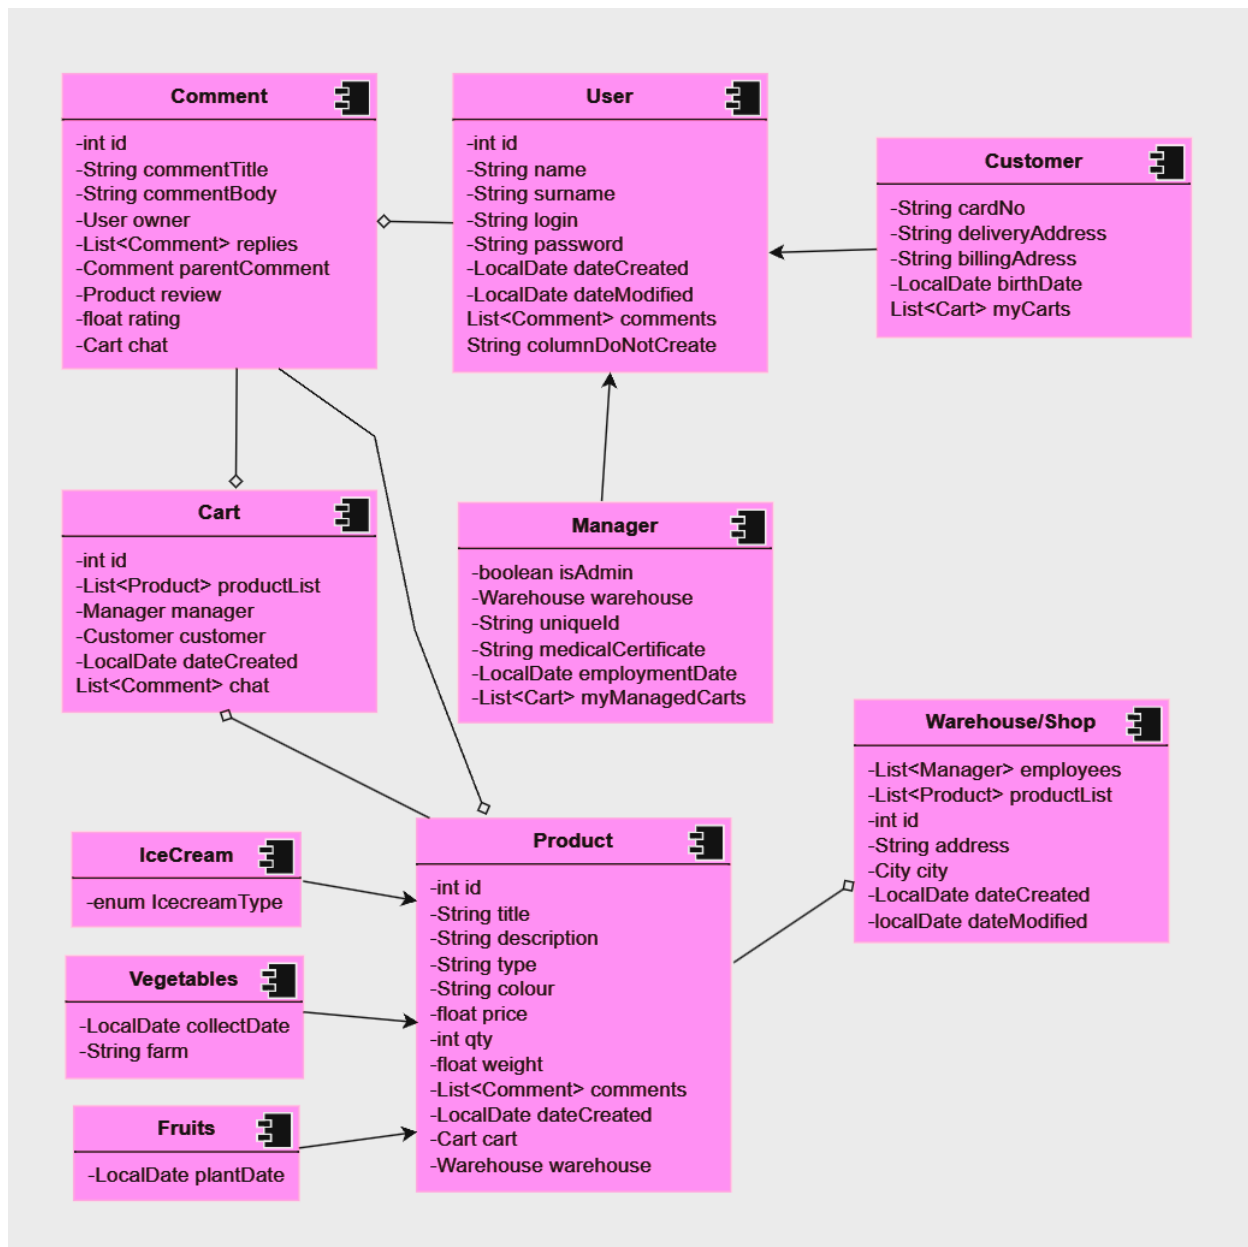 Comment
-int id
-String commentTitle
-String commentBody
-User owner
-List<Comment> replies
-Comment parentComment
-Product review
-float rating
-Cart chat
User
-int id
-String name
-String surname
-String login
-String password
-LocalDate dateCreated
-LocalDate dateModified
List<Comment> comments
String columnDoNotCreate
Customer
-String cardNo
-String deliveryAddress
-String billingAdress
-LocalDate birthDate
List<Cart> myCarts
Cart
-int id
-List<Product> productList
-Manager manager
-Customer customer
-LocalDate dateCreated
List<Comment> chat
Manager
-boolean isAdmin
-Warehouse warehouse
-String uniqueId
-String medicalCertificate
-LocalDate employmentDate
-List<Cart> myManagedCarts
Warehouse/Shop
-List<Manager> employees
-List<Product> productList
-int id
-String address
-City city
-LocalDate dateCreated
-localDate dateModified
IceCream
-enum IcecreamType
Vegetables
-LocalDate collectDate
-String farm
Fruits
-LocalDate plantDate
Product
-int id
-String title
-String description
-String type
-String colour
-float price
-int qty
-float weight
-List<Comment> comments
-LocalDate dateCreated
-Cart cart
-Warehouse warehouse